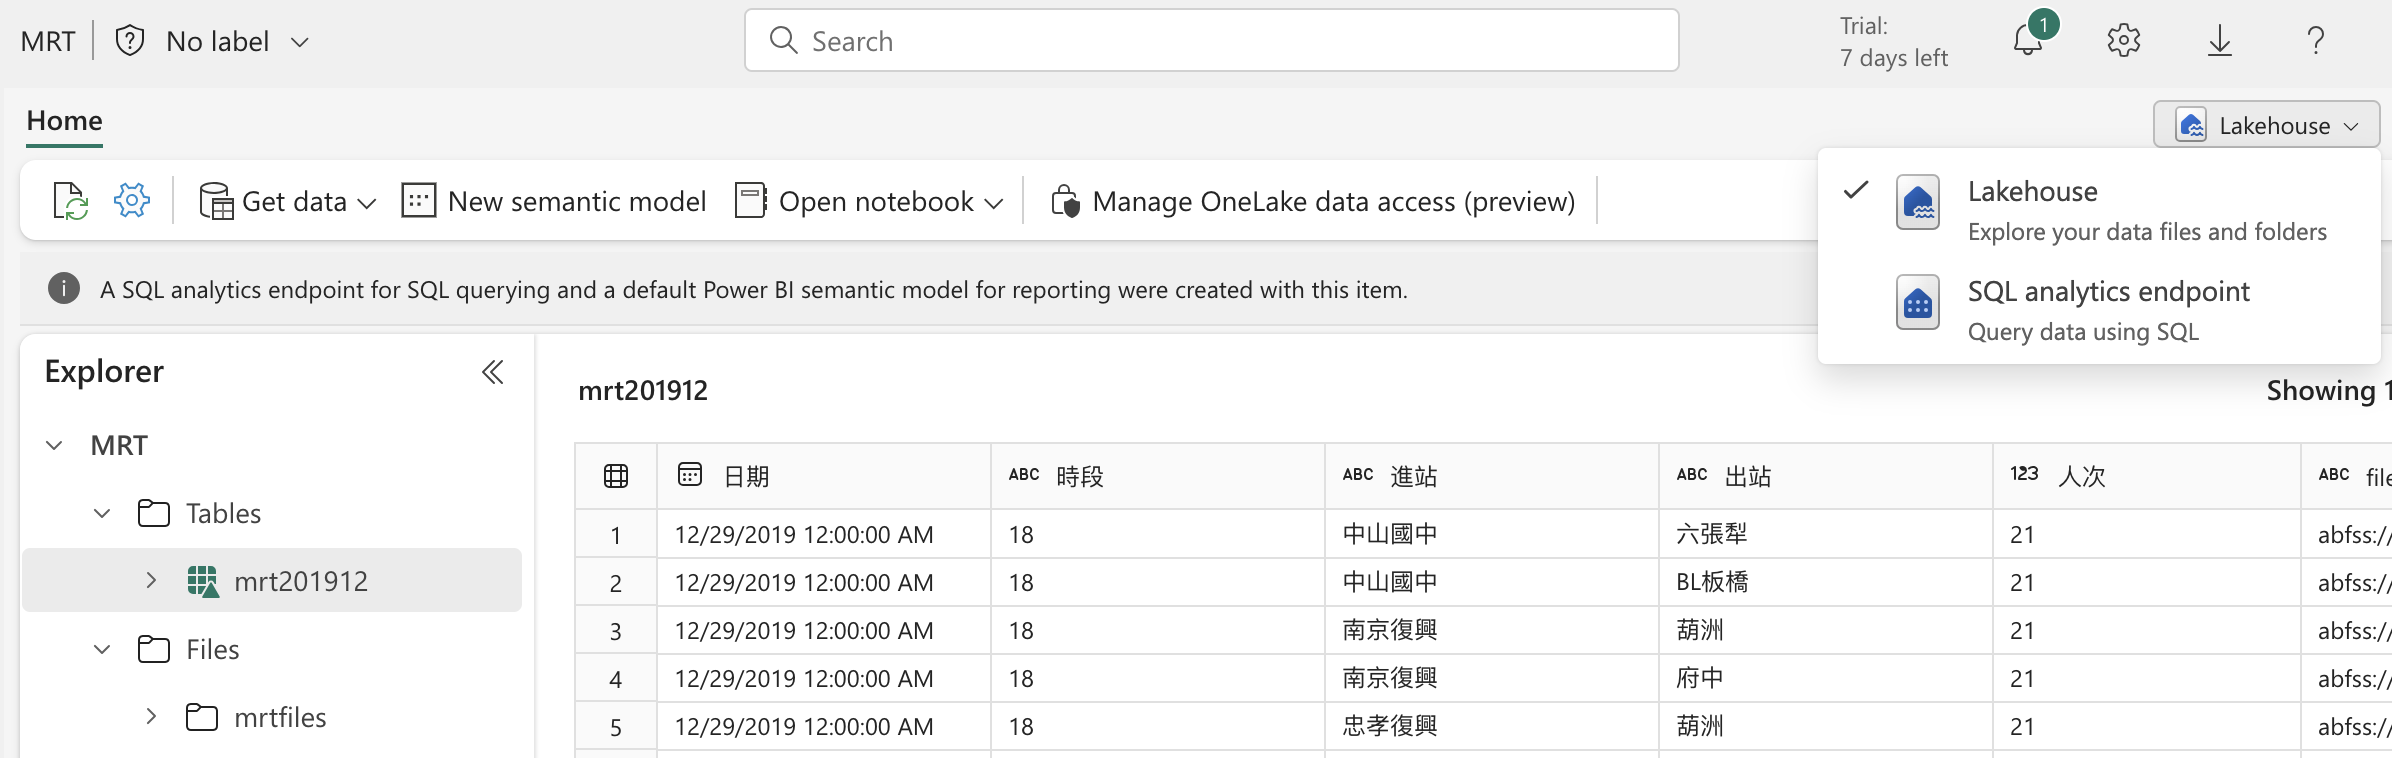 MRT
No label
Search
Trial:
7 days left
1
Home
Lakehouse
Get data
New semantic model
Open notebook
Manage OneLake data access (preview)
Lakehouse
Explore your data files and folders
SQL analytics endpoint
Query data using SQL
A SQL analytics endpoint for SQL querying and a default Power BI semantic model for reporting were created with this item.
Explorer
MRT
Tables
mrt201912
Files
mrtfiles
mrt201912
Showing 1
日期 ABC 時段 ABC 進站 ABC 出站 123 人次 ABC file
1 12/29/2019 12:00:00 AM 18 中山國中 六張犁 21 abfss://
2 12/29/2019 12:00:00 AM 18 中山國中 BL板橋 21 abfss://
3 12/29/2019 12:00:00 AM 18 南京復興 葫洲 21 abfss://
4 12/29/2019 12:00:00 AM 18 南京復興 府中 21 abfss://
5 12/29/2019 12:00:00 AM 18 忠孝復興 葫洲 21 abfss://